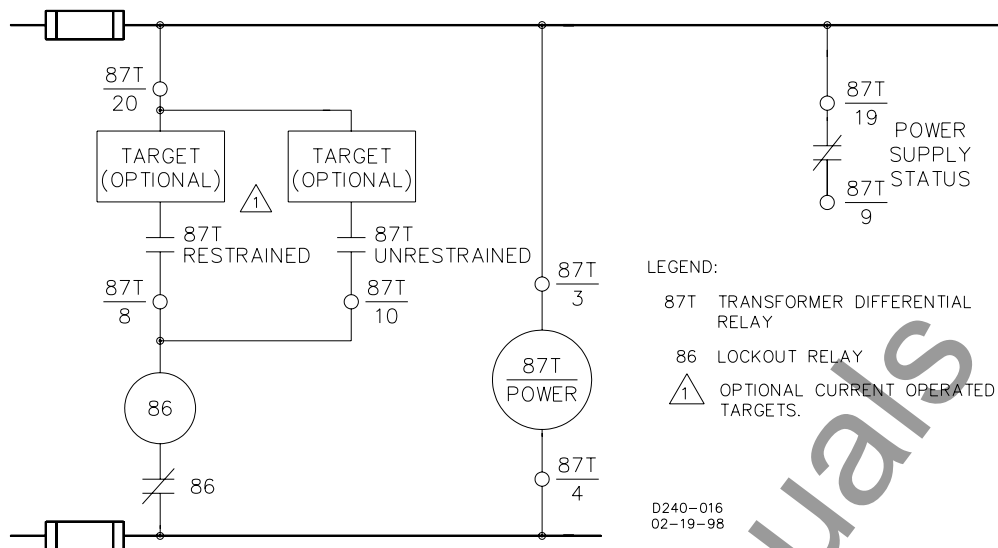 87T
20
TARGET
(OPTIONAL)
TARGET
(OPTIONAL)
1
87T
RESTRAINED
87T
UNRESTRAINED
87T
8
87T
10
86
86
87T
3
87T
POWER
87T
4
87T
19
POWER
SUPPLY
STATUS
87T
9
LEGEND:
87T TRANSFORMER DIFFERENTIAL
RELAY
86 LOCKOUT RELAY
1 OPTIONAL CURRENT OPERATED
TARGETS.
D240-016
02-19-98
uals